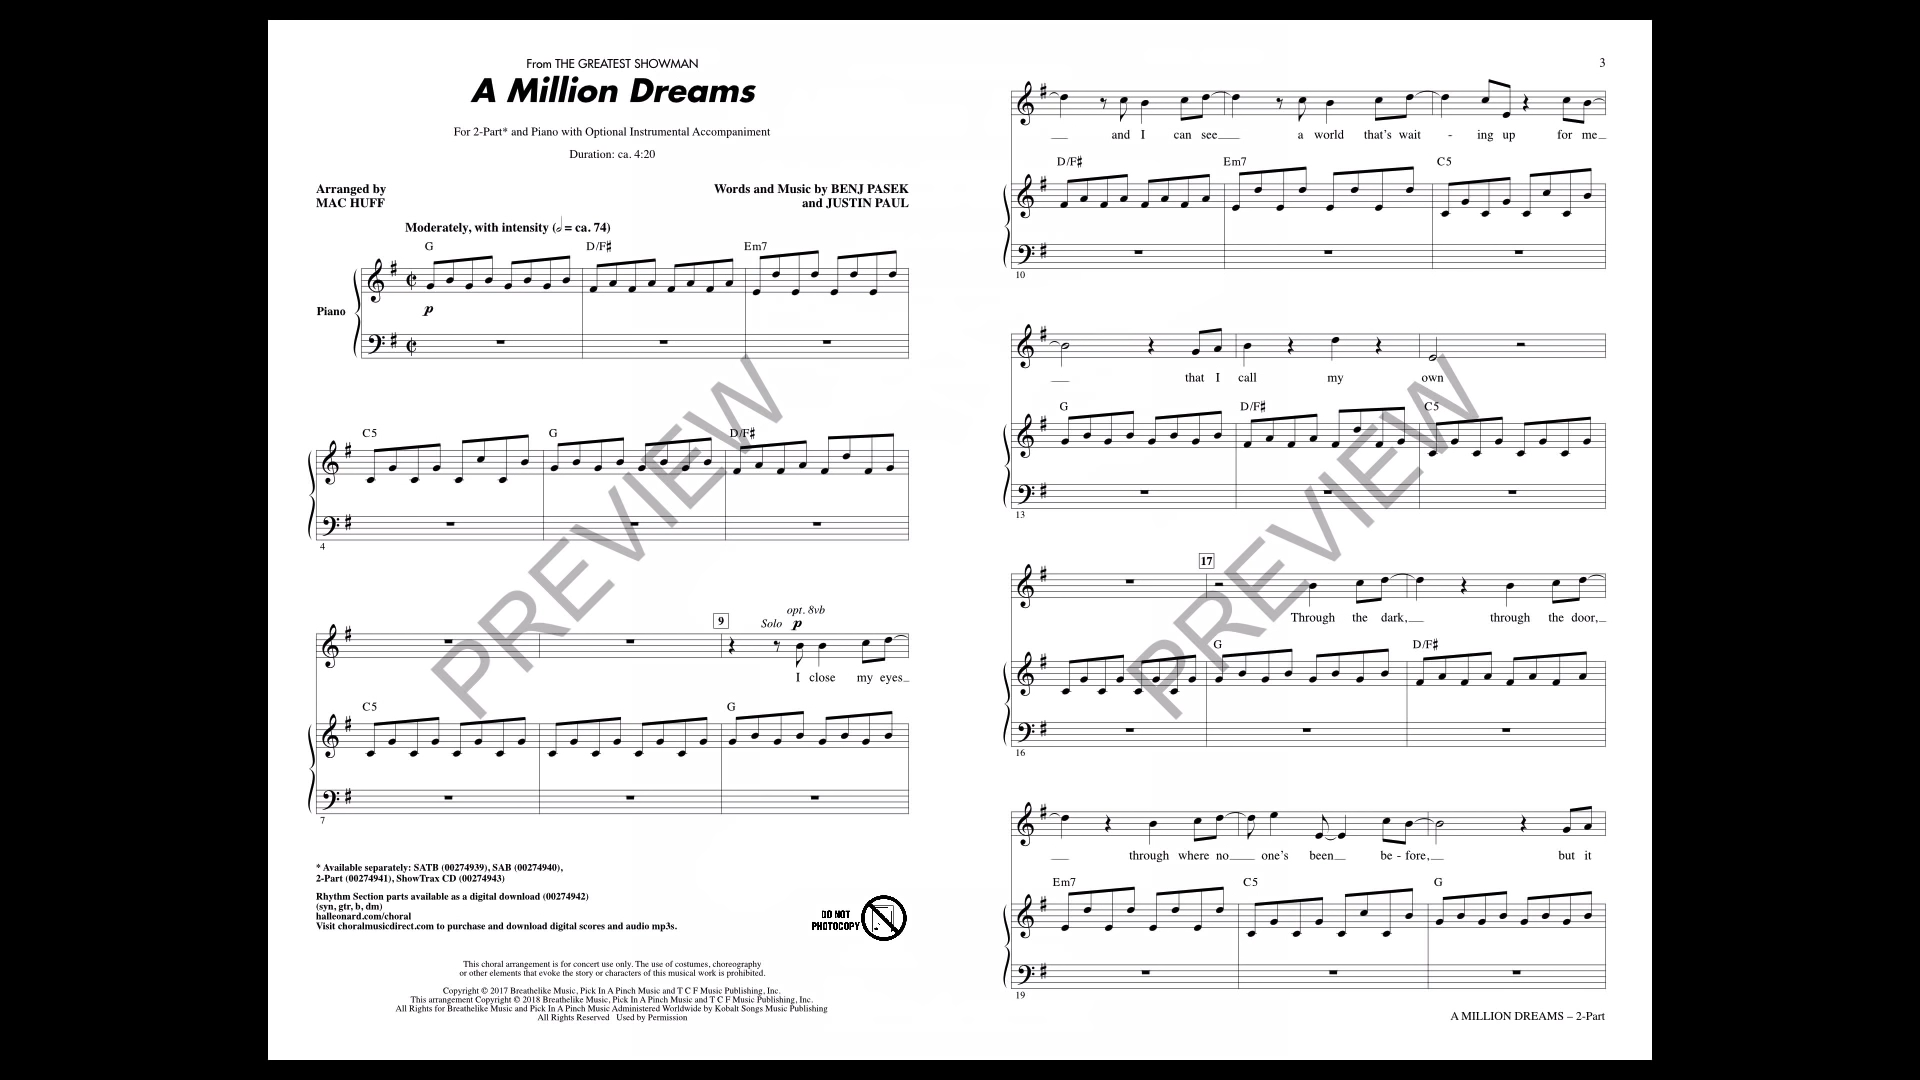 From THE GREATEST SHOWMAN
A Million Dreams
For 2-Part* and Piano with Optional Instrumental Accompaniment
Duration: ca. 4:20
Arranged by
MAC HUFF
Words and Music by BENJ PASEK
and JUSTIN PAUL
Moderately, with intensity (𝅗𝅥 = ca. 74)
G D/F♯ Em7
Piano
p
C5 G D/F♯
4
9
opt. 8vb
Solo p
I close my eyes
C5 G
7
* Available separately: SATB (00274939), SAB (00274940),
2-Part (00274941), ShowTrax CD (00274943)
Rhythm Section parts available as a digital download (00274942)
(syn, gtr, b, dm)
halleonard.com/choral
Visit choralmusicdirect.com to purchase and download digital scores and audio mp3s.
DO NOT
PHOTOCOPY
This choral arrangement is for concert use only. The use of costumes, choreography
or other elements that evoke the story or characters of this musical work is prohibited.
Copyright © 2017 Breathelike Music, Pick In A Pinch Music and T C F Music Publishing, Inc.
This arrangement Copyright © 2018 Breathelike Music, Pick In A Pinch Music and T C F Music Publishing, Inc.
All Rights for Breathelike Music and Pick In A Pinch Music Administered Worldwide by Kobalt Songs Music Publishing
All Rights Reserved Used by Permission
PREVIEW
3
and I can see a world that's wait - ing up for me
D/F♯ Em7 C5
10
that I call my own
G D/F♯ C5
13
17
Through the dark, through the door,
G D/F♯
16
through where no one's been be - fore, but it
Em7 C5 G
19
A MILLION DREAMS – 2-Part
PREVIEW